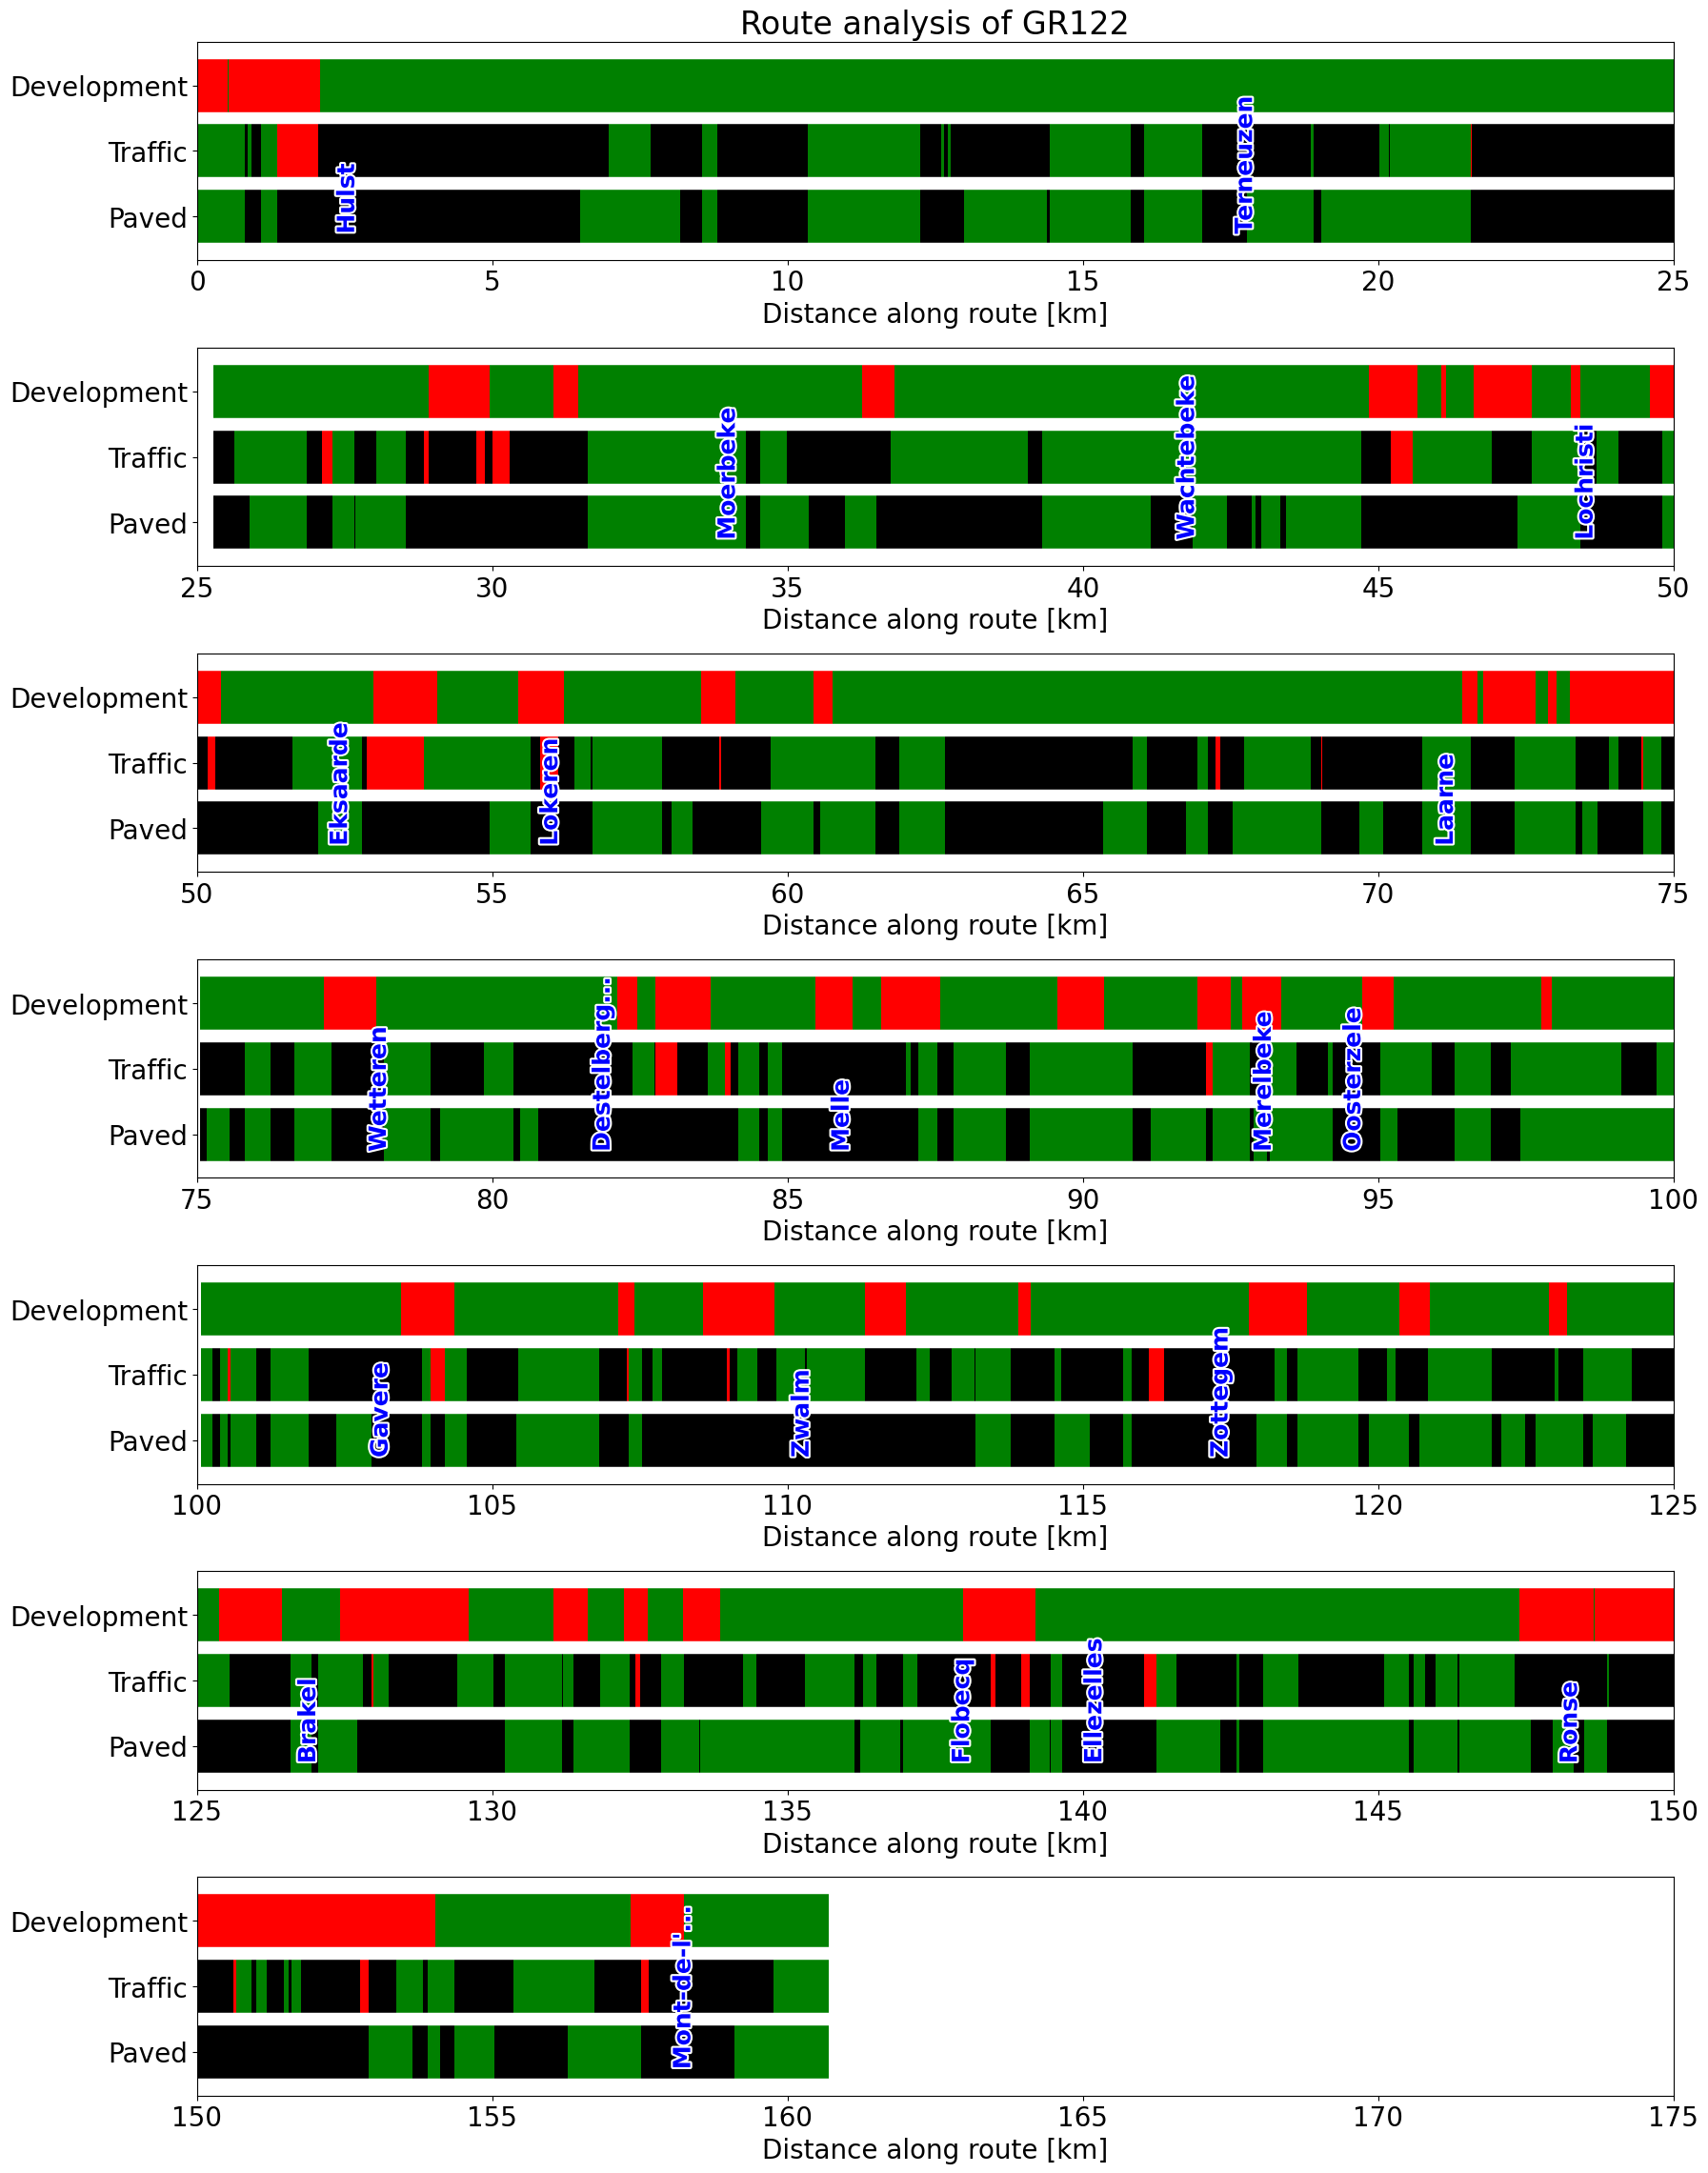 Route analysis of GR122
Development
Traffic
Paved
Hulst
Terneuzen
0 5 10 15 20 25
Distance along route [km]
Development
Traffic
Paved
Moerbeke
Wachtebeke
Lochristi
25 30 35 40 45 50
Distance along route [km]
Development
Traffic
Paved
Eksaarde
Lokeren
Laarne
50 55 60 65 70 75
Distance along route [km]
Development
Traffic
Paved
Wetteren
Destelberg...
Melle
Merelbeke
Oosterzele
75 80 85 90 95 100
Distance along route [km]
Development
Traffic
Paved
Gavere
Zwalm
Zottegem
100 105 110 115 120 125
Distance along route [km]
Development
Traffic
Paved
Brakel
Flobecq
Ellezelles
Ronse
125 130 135 140 145 150
Distance along route [km]
Development
Traffic
Paved
Mont-de-l'...
150 155 160 165 170 175
Distance along route [km]